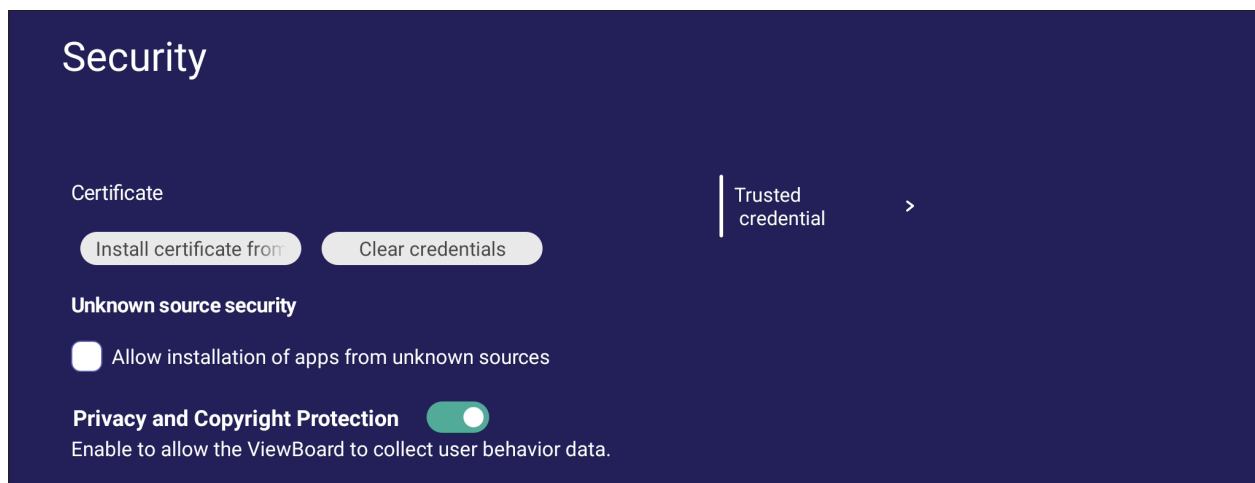 Security
Certificate
Install certificate from
Clear credentials
Trusted
credential
Unknown source security
Allow installation of apps from unknown sources
Privacy and Copyright Protection
Enable to allow the ViewBoard to collect user behavior data.